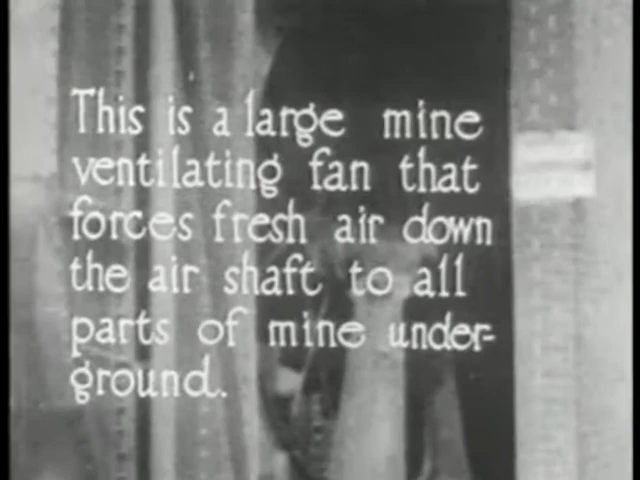 This is a large mine
ventilating fan that
forces fresh air down
the air shaft to all
parts of mine under-
ground.